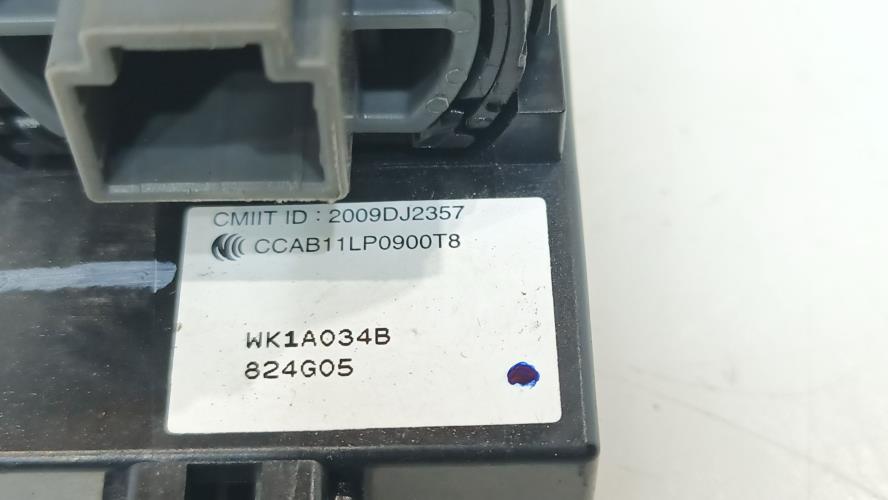 CMIIT ID : 2009DJ2357
CCAB11LP0900T8
WK1A034B
824G05